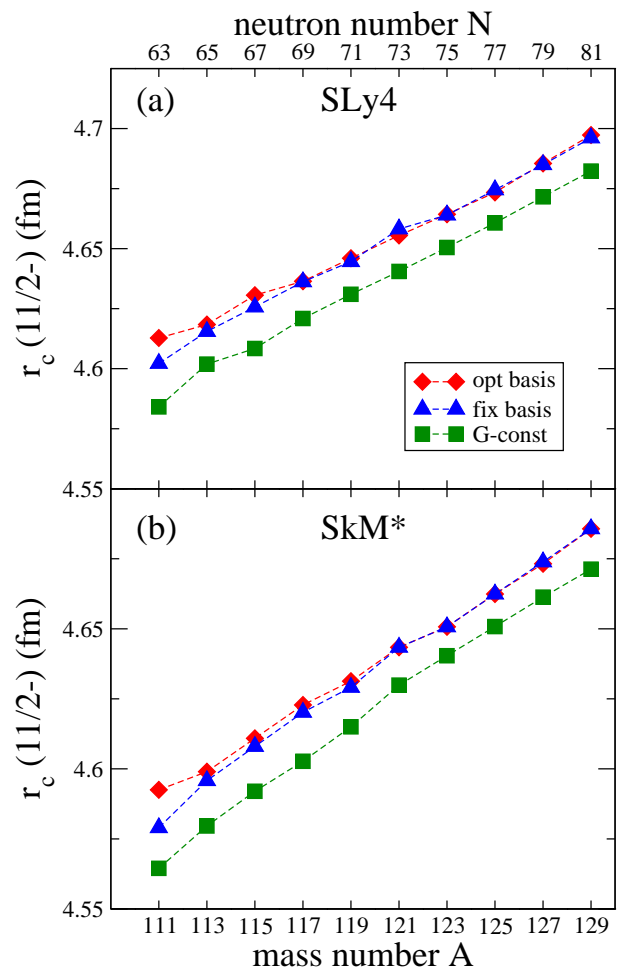 neutron number N
63 65 67 69 71 73 75 77 79 81
(a) SLy4
4.7
4.65
4.6
4.55
r_c (11/2-) (fm)
opt basis
fix basis
G-const
(b) SkM*
4.65
4.6
4.55
r_c (11/2-) (fm)
111 113 115 117 119 121 123 125 127 129
mass number A